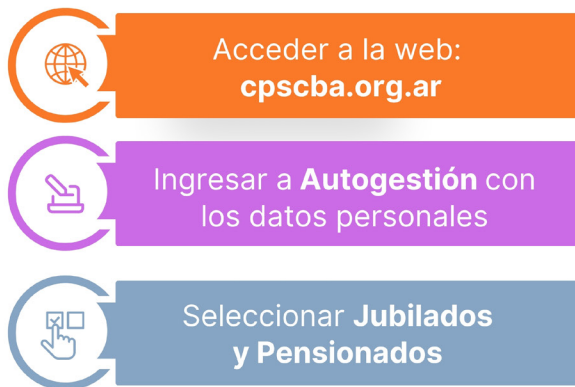 Acceder a la web:
cpscba.org.ar
Ingresar a Autogestión con
los datos personales
Seleccionar Jubilados
y Pensionados